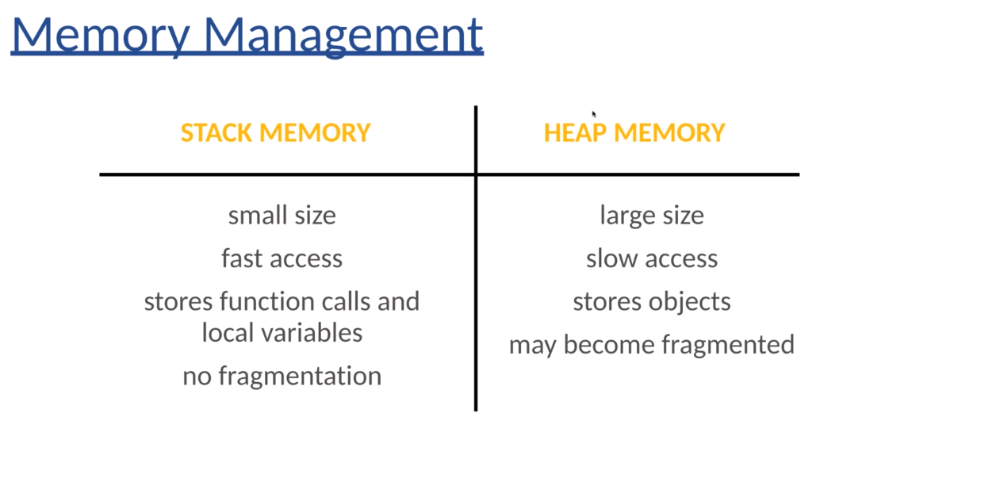 Memory Management
STACK MEMORY
HEAP MEMORY
small size
fast access
stores function calls and
local variables
no fragmentation
large size
slow access
stores objects
may become fragmented